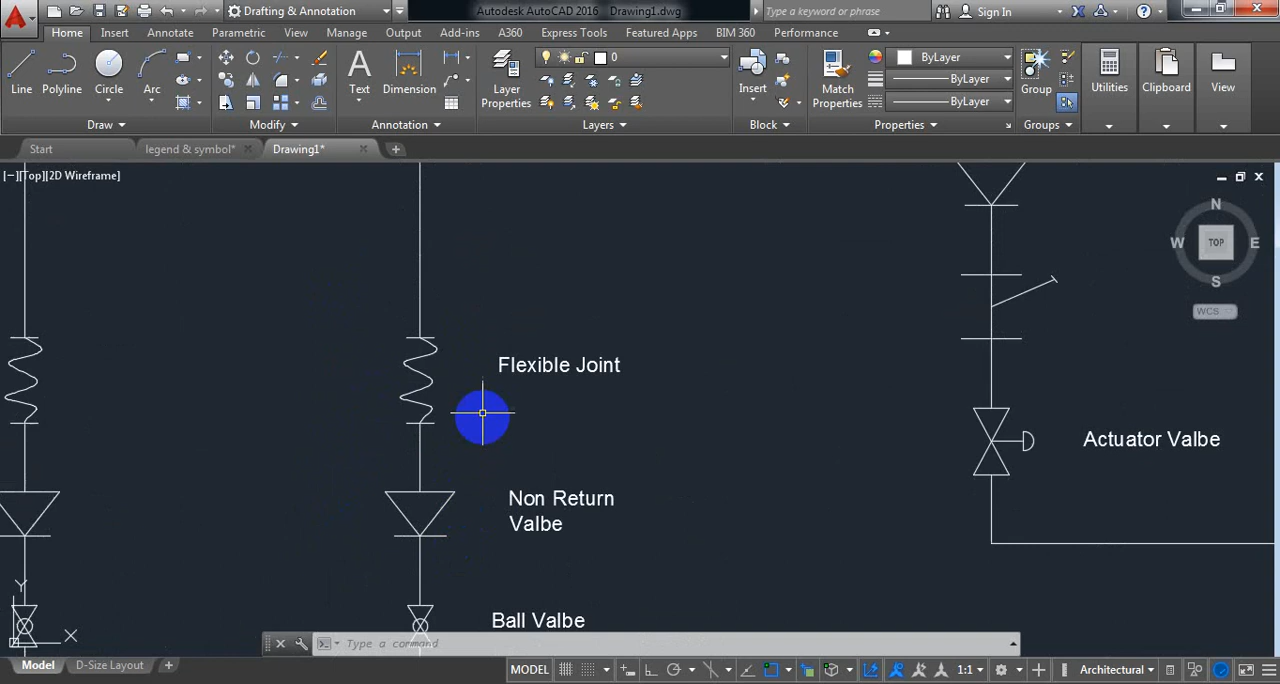 Drafting & Annotation
Autodesk AutoCAD 2016 Drawing1.dwg
Type a keyword or phrase
Sign In
Home Insert Annotate Parametric View Manage Output Add-ins A360 Express Tools Featured Apps BIM 360 Performance
0
ByLayer
ByLayer
ByLayer
Line Polyline Circle Arc Text Dimension Layer Properties Insert Match Properties Group Utilities Clipboard View
Draw Modify Annotation Layers Block Properties Groups
Start legend & symbol* Drawing1*
[−][Top][2D Wireframe]
N
W TOP E
S
WCS
Flexible Joint
Actuator Valbe
Non Return
Valbe
Ball Valbe
Y
X
Type a command
Model D-Size Layout
MODEL 1:1 Architectural